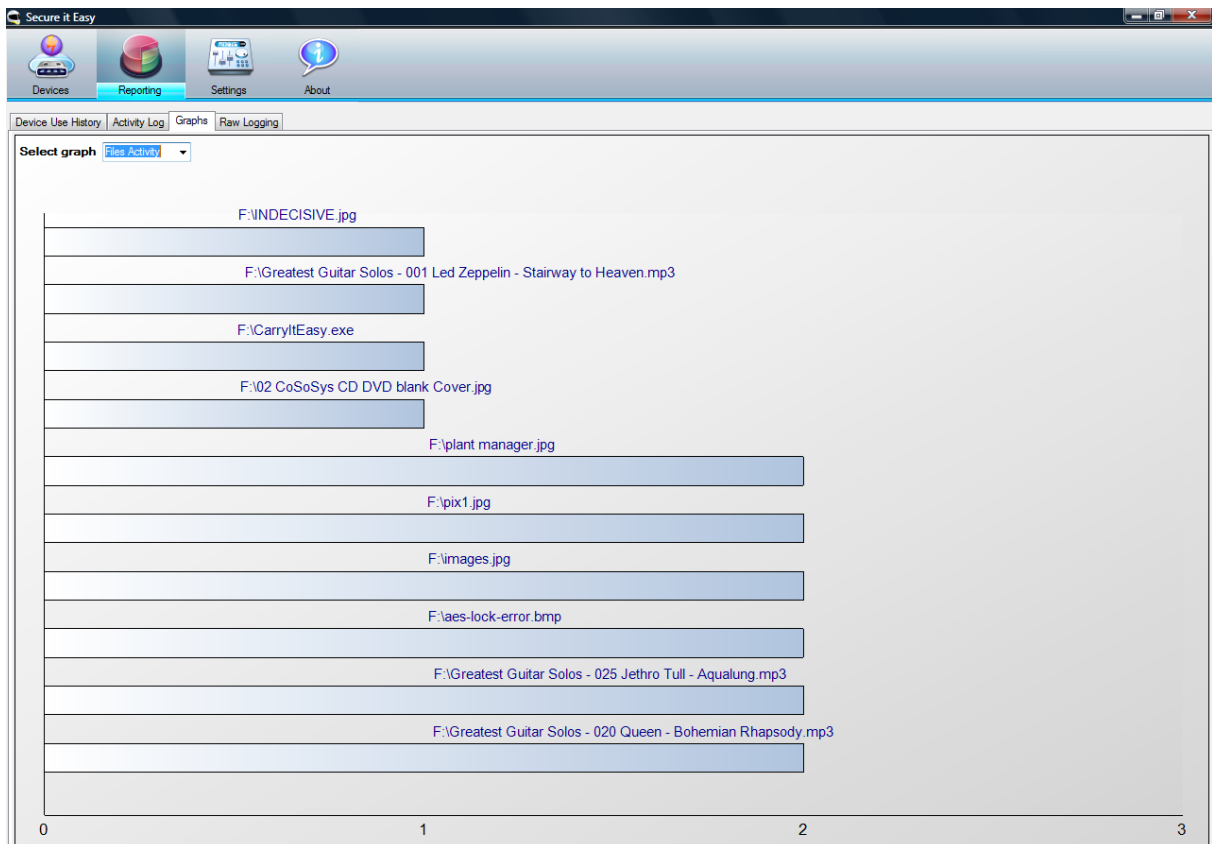 Secure it Easy
Devices Reporting Settings About
Device Use History Activity Log Graphs Raw Logging
Select graph Files Activity
F:\INDECISIVE.jpg
F:\Greatest Guitar Solos - 001 Led Zeppelin - Stairway to Heaven.mp3
F:\CarryItEasy.exe
F:\02 CoSoSys CD DVD blank Cover.jpg
F:\plant manager.jpg
F:\pix1.jpg
F:\images.jpg
F:\aes-lock-error.bmp
F:\Greatest Guitar Solos - 025 Jethro Tull - Aqualung.mp3
F:\Greatest Guitar Solos - 020 Queen - Bohemian Rhapsody.mp3
0 1 2 3